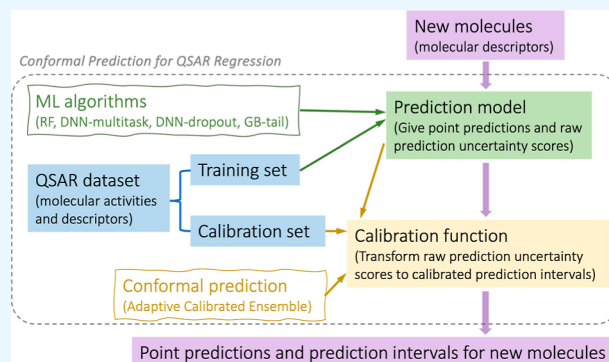 New molecules
(molecular descriptors)
Conformal Prediction for QSAR Regression
ML algorithms
(RF, DNN-multitask, DNN-dropout, GB-tail)
Prediction model
(Give point predictions and raw
prediction uncertainty scores)
QSAR dataset
(molecular activities
and descriptors)
Training set
Calibration set
Calibration function
(Transform raw prediction uncertainty
scores to calibrated prediction intervals)
Conformal prediction
(Adaptive Calibrated Ensemble)
Point predictions and prediction intervals for new molecules